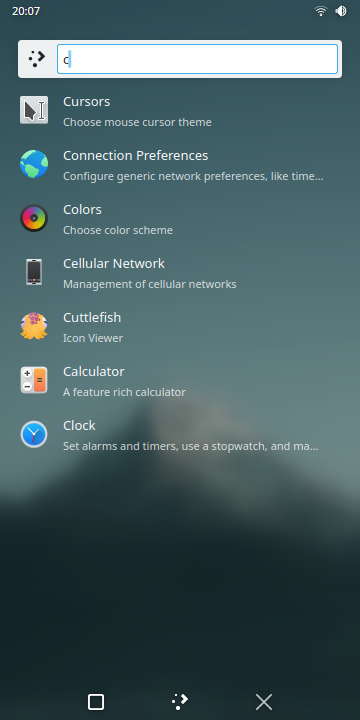 20:07
c
Cursors
Choose mouse cursor theme
Connection Preferences
Configure generic network preferences, like time...
Colors
Choose color scheme
Cellular Network
Management of cellular networks
Cuttlefish
Icon Viewer
Calculator
A feature rich calculator
Clock
Set alarms and timers, use a stopwatch, and ma...